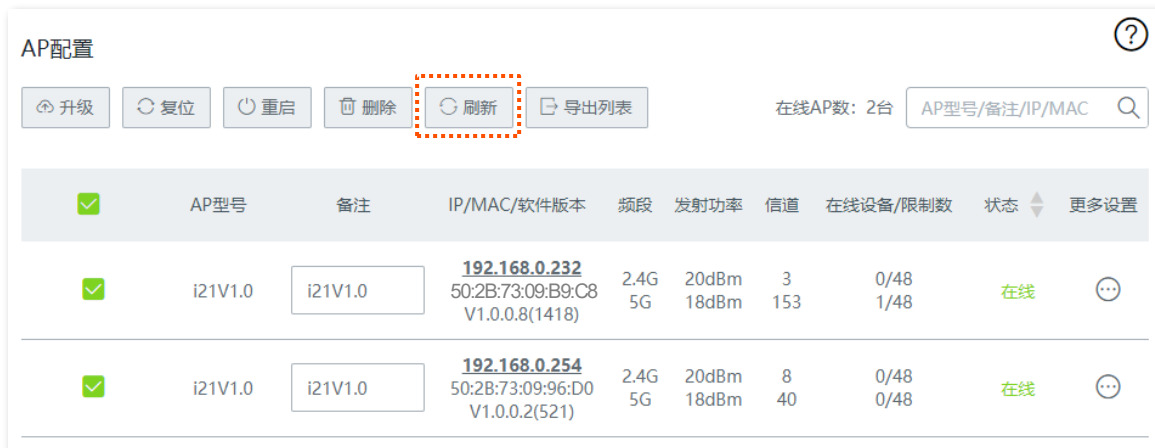 AP配置
?
升级 复位 重启 删除 刷新 导出列表 在线AP数：2台 AP型号/备注/IP/MAC
AP型号 备注 IP/MAC/软件版本 频段 发射功率 信道 在线设备/限制数 状态 更多设置
192.168.0.232
i21V1.0 i21V1.0 50:2B:73:09:B9:C8 2.4G 20dBm 3 0/48 在线
V1.0.0.8(1418) 5G 18dBm 153 1/48
192.168.0.254
i21V1.0 i21V1.0 50:2B:73:09:96:D0 2.4G 20dBm 8 0/48 在线
V1.0.0.2(521) 5G 18dBm 40 0/48